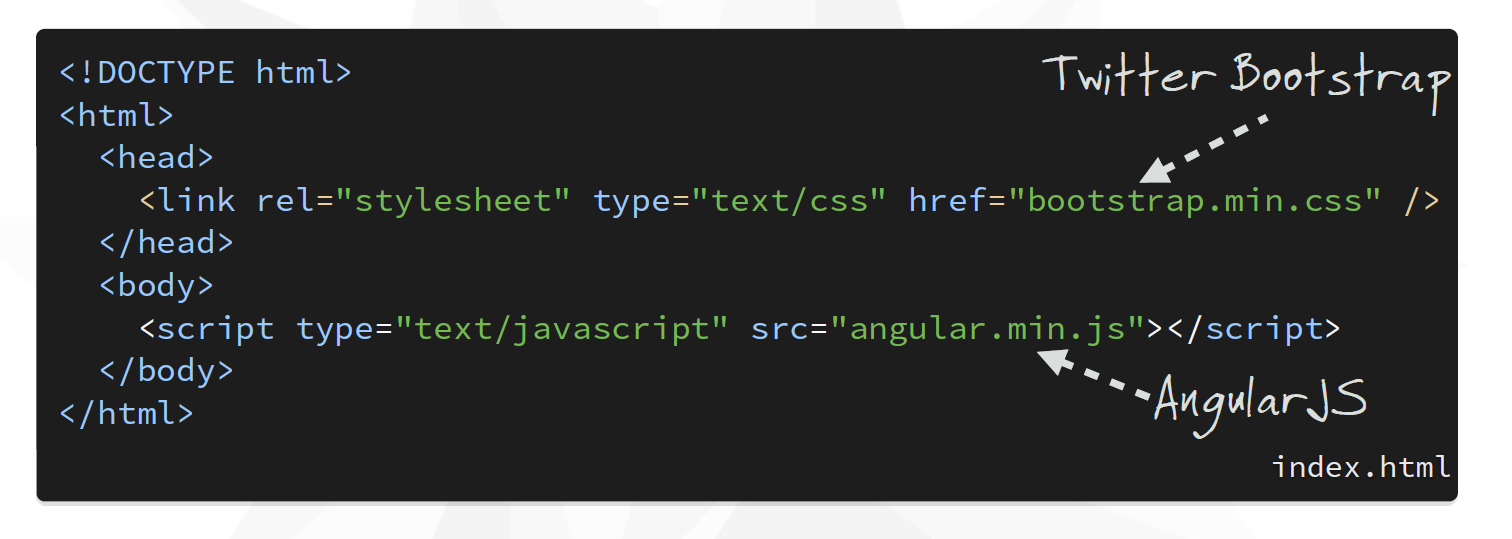 <!DOCTYPE html>
Twitter Bootstrap
<html>
<head>
<link rel="stylesheet" type="text/css" href="bootstrap.min.css" />
</head>
<body>
<script type="text/javascript" src="angular.min.js"></script>
</body>
AngularJS
</html>
index.html